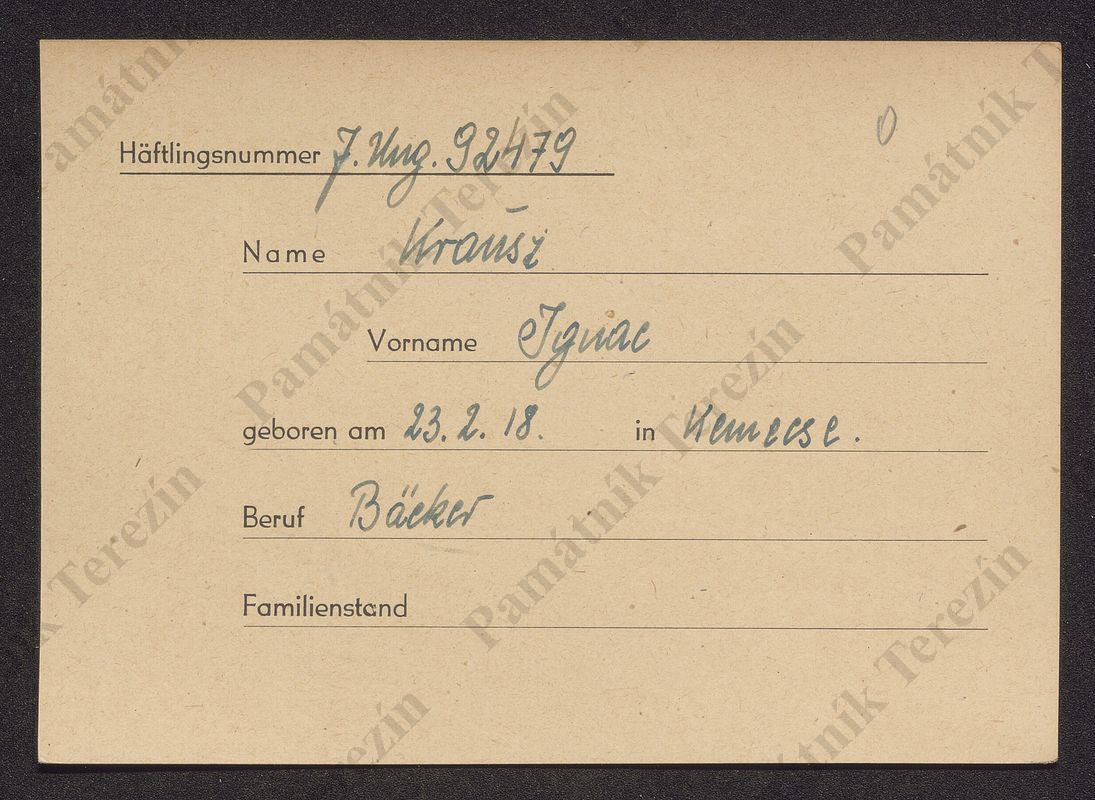 0
Häftlingsnummer J. Ung. 92479
Name Krausz
Vorname Ignac
geboren am 23. 2. 18. in Kemecse.
Beruf Bäcker
Familienstand
Památník Terezín